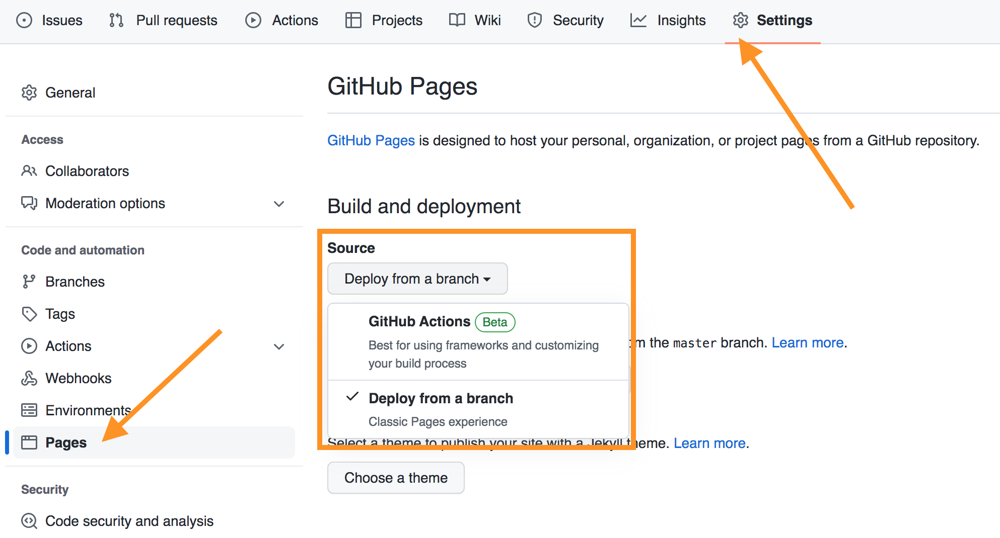 Issues Pull requests Actions Projects Wiki Security Insights Settings
General
Access
Collaborators
Moderation options
Code and automation
Branches
Tags
Actions
Webhooks
Environments
Pages
Security
Code security and analysis
GitHub Pages
GitHub Pages is designed to host your personal, organization, or project pages from a GitHub repository.
Build and deployment
Source
Deploy from a branch
GitHub Actions Beta
Best for using frameworks and customizing
your build process
Deploy from a branch
Classic Pages experience
the master branch. Learn more.
Select a theme to publish your site with a Jekyll theme. Learn more.
Choose a theme